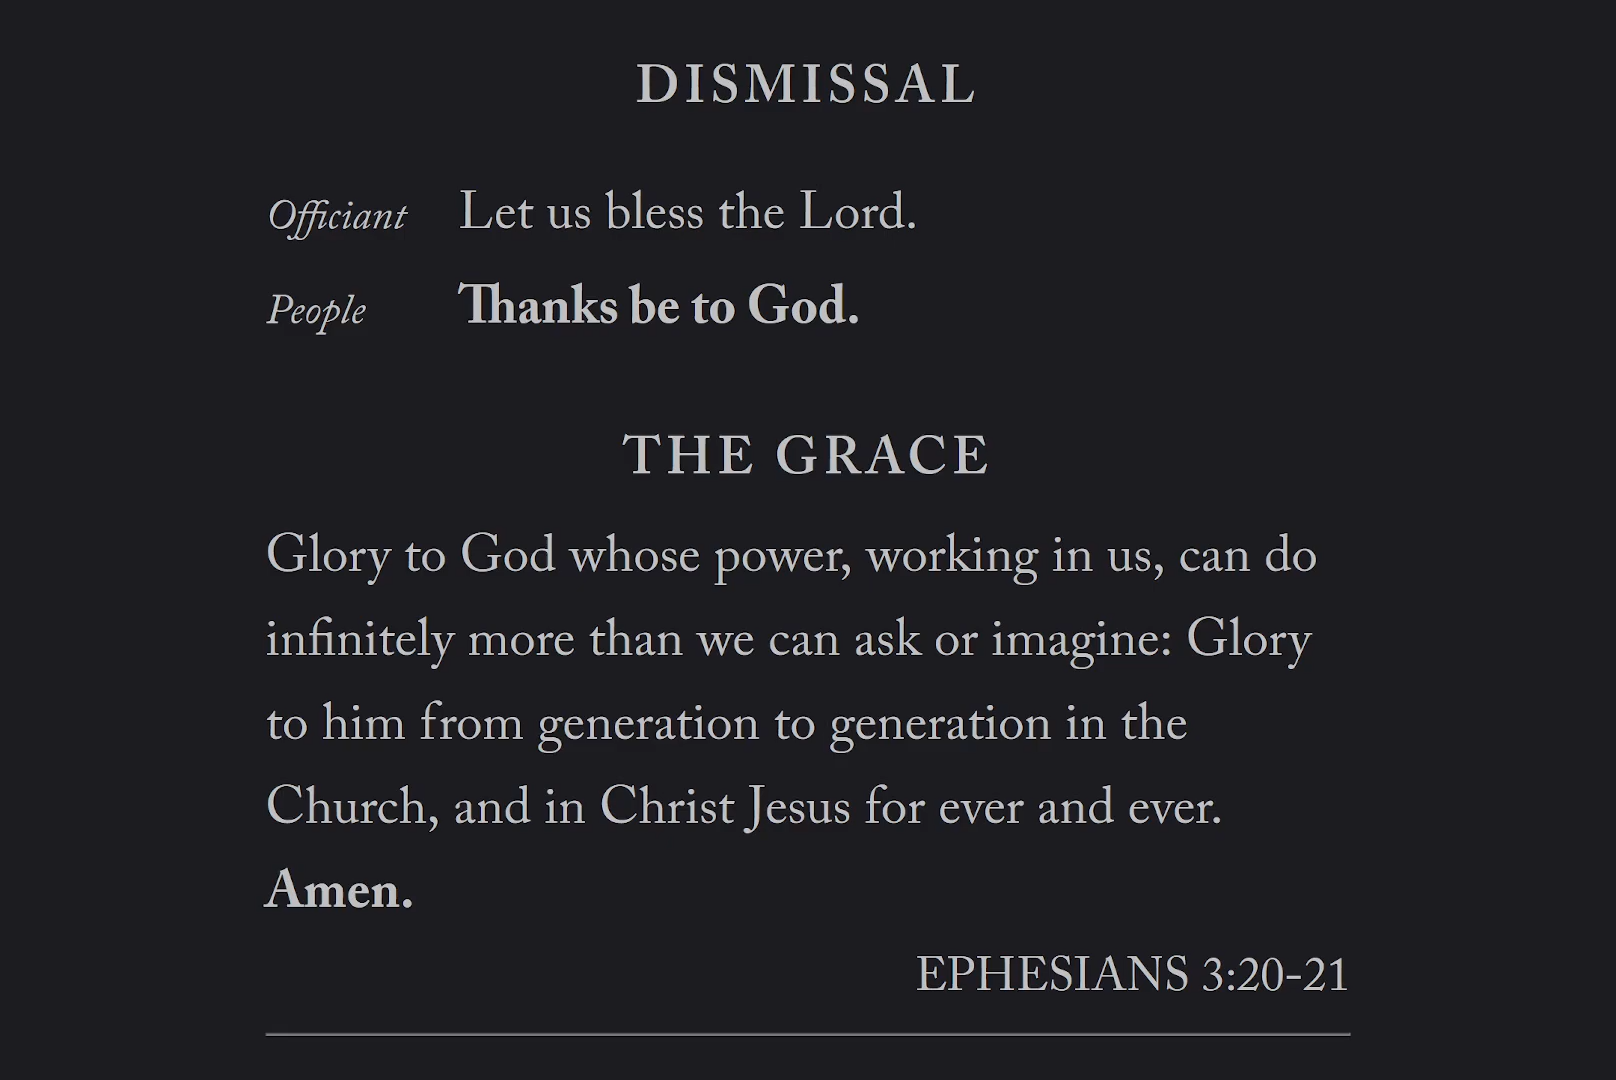 DISMISSAL
Officiant Let us bless the Lord.
People Thanks be to God.
THE GRACE
Glory to God whose power, working in us, can do
infinitely more than we can ask or imagine: Glory
to him from generation to generation in the
Church, and in Christ Jesus for ever and ever.
Amen.
EPHESIANS 3:20-21